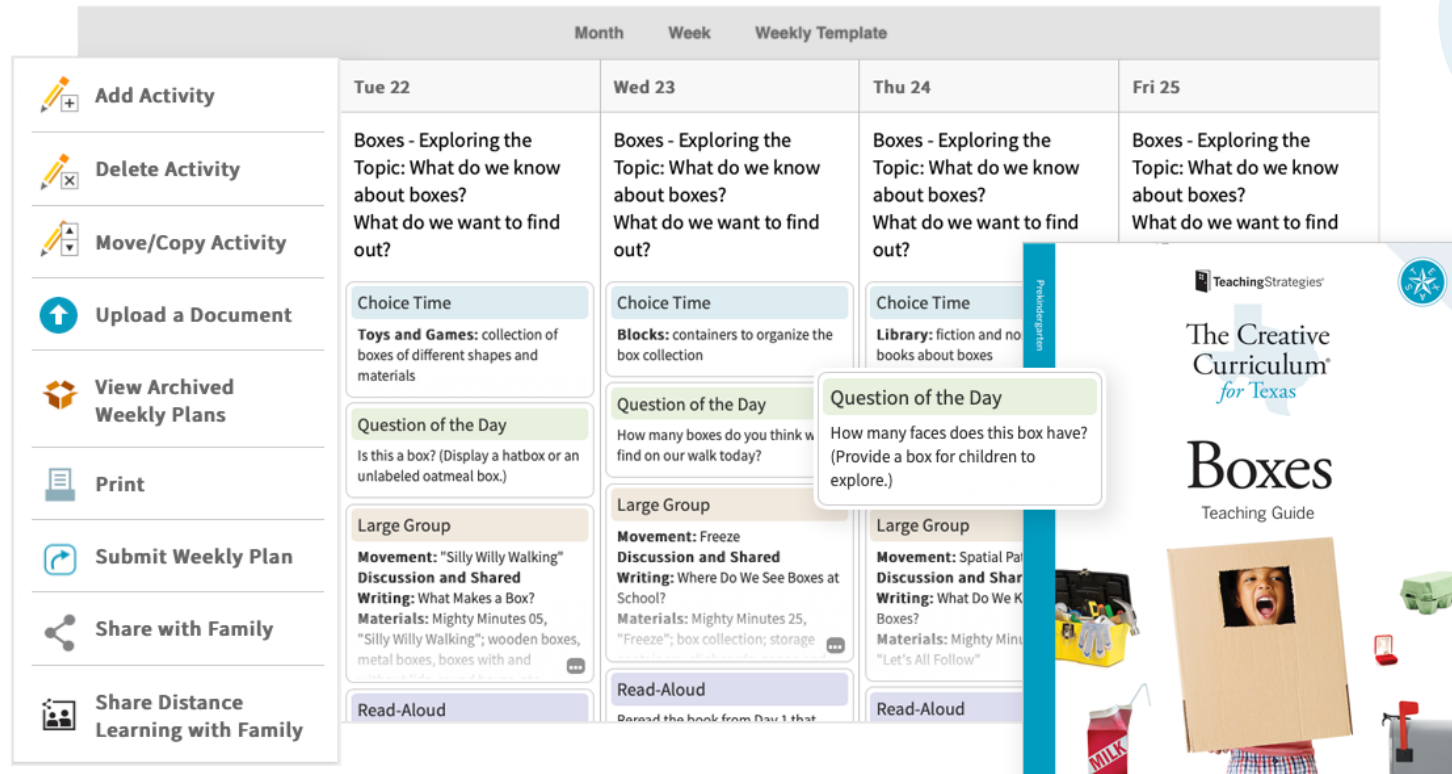 Month Week Weekly Template
Add Activity
Delete Activity
Move/Copy Activity
Upload a Document
View Archived
Weekly Plans
Print
Submit Weekly Plan
Share with Family
Share Distance
Learning with Family
Tue 22
Boxes - Exploring the
Topic: What do we know
about boxes?
What do we want to find
out?
Choice Time
Toys and Games: collection of
boxes of different shapes and
materials
Question of the Day
Is this a box? (Display a hatbox or an
unlabeled oatmeal box.)
Large Group
Movement: "Silly Willy Walking"
Discussion and Shared
Writing: What Makes a Box?
Materials: Mighty Minutes 05,
"Silly Willy Walking"; wooden boxes,
metal boxes, boxes with and
Read-Aloud
Wed 23
Boxes - Exploring the
Topic: What do we know
about boxes?
What do we want to find
out?
Choice Time
Blocks: containers to organize the
box collection
Question of the Day
How many boxes do you think w
find on our walk today?
Large Group
Movement: Freeze
Discussion and Shared
Writing: Where Do We See Boxes at
School?
Materials: Mighty Minutes 25,
"Freeze"; box collection; storage
Read-Aloud
Reread the book from Day 1 that
Thu 24
Boxes - Exploring the
Topic: What do we know
about boxes?
What do we want to find
out?
Choice Time
Library: fiction and no
books about boxes
Question of the Day
How many faces does this box have?
(Provide a box for children to
explore.)
Large Group
Movement: Spatial Pat
Discussion and Shar
Writing: What Do We K
Boxes?
Materials: Mighty Minu
"Let's All Follow"
Read-Aloud
Fri 25
Boxes - Exploring the
Topic: What do we know
about boxes?
What do we want to find
Prekindergarten
TeachingStrategies®
TEXAS
The Creative
Curriculum®
for Texas
Boxes
Teaching Guide
MILK